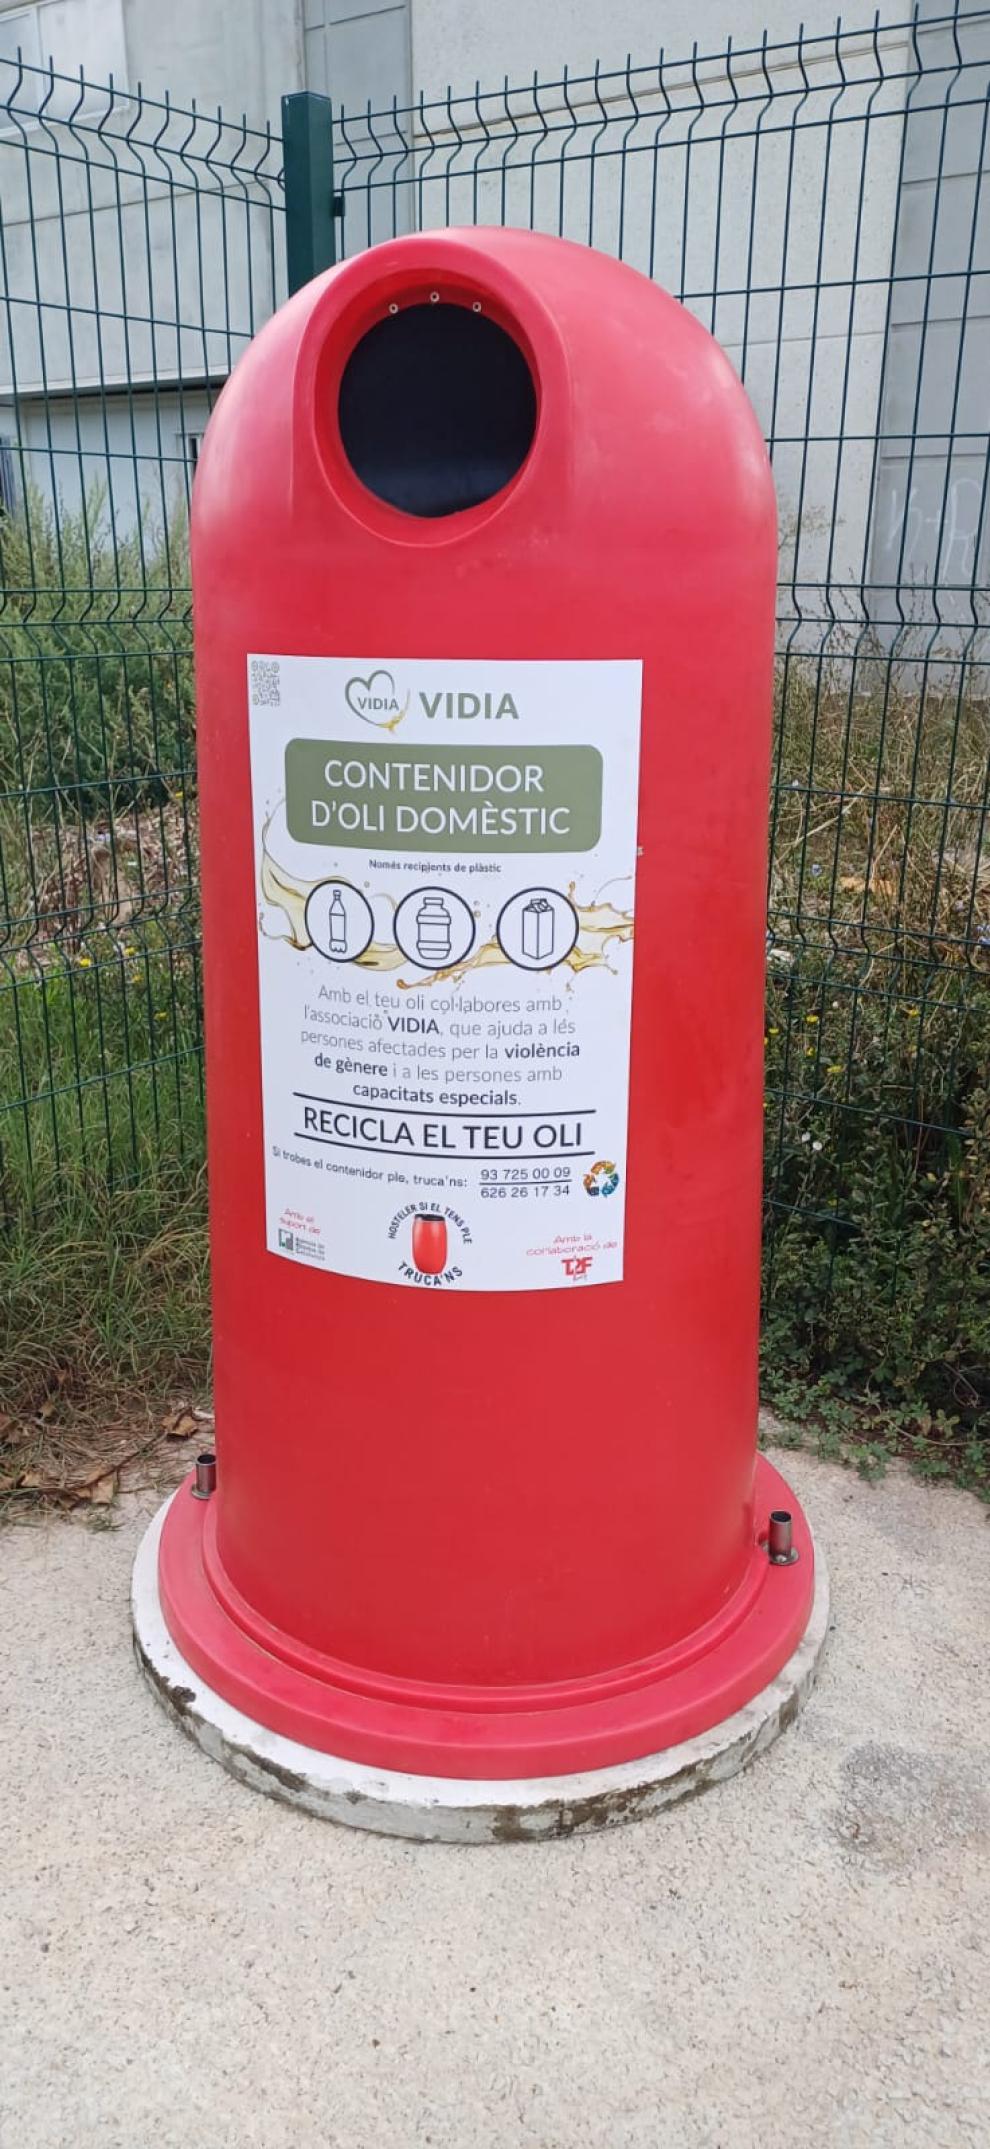 VIDIA VIDIA
CONTENIDOR
D'OLI DOMÈSTIC
Només recipients de plàstic
Amb el teu oli col·labores amb
l'associació VIDIA, que ajuda a les
persones afectades per la violència
de gènere i a les persones amb
capacitats especials.
RECICLA EL TEU OLI
Si trobes el contenidor ple, truca'ns: 93 725 00 09
626 26 17 34
Amb el
suport de
HOSTELER SI EL TENS PLE
TRUCA'NS
Amb la
col·laboració de